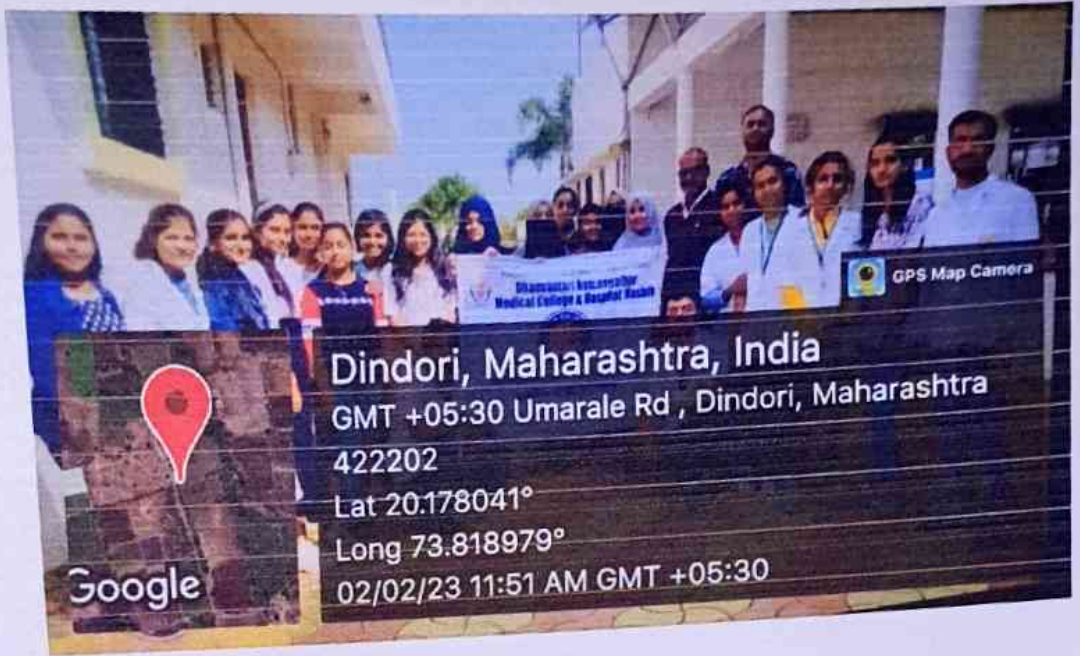 Medical College & Hospital
GPS Map Camera
Dindori, Maharashtra, India
GMT +05:30 Umarale Rd , Dindori, Maharashtra
422202
Lat 20.178041°
Long 73.818979°
02/02/23 11:51 AM GMT +05:30
Google